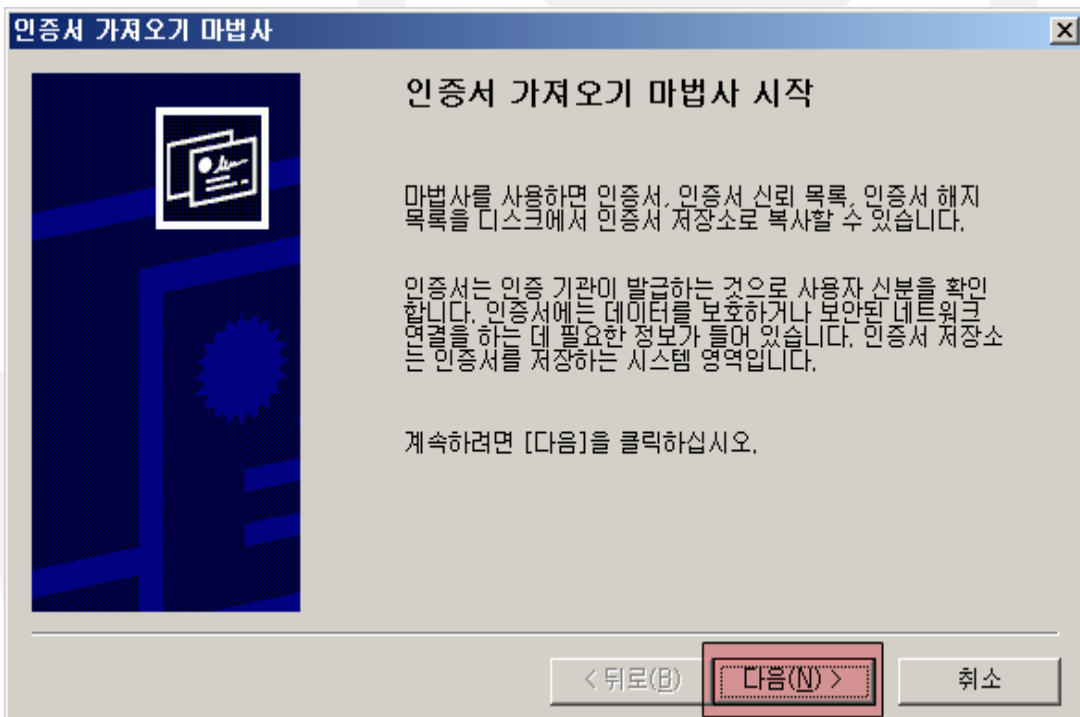 인증서 가져오기 마법사
인증서 가져오기 마법사 시작
마법사를 사용하면 인증서, 인증서 신뢰 목록, 인증서 해지
목록을 디스크에서 인증서 저장소로 복사할 수 있습니다.
인증서는 인증 기관이 발급하는 것으로 사용자 신분을 확인
합니다. 인증서에는 데이터를 보호하거나 보안된 네트워크
연결을 하는 데 필요한 정보가 들어 있습니다. 인증서 저장소
는 인증서를 저장하는 시스템 영역입니다.
계속하려면 [다음]을 클릭하십시오.
< 뒤로(B) 다음(N) > 취소